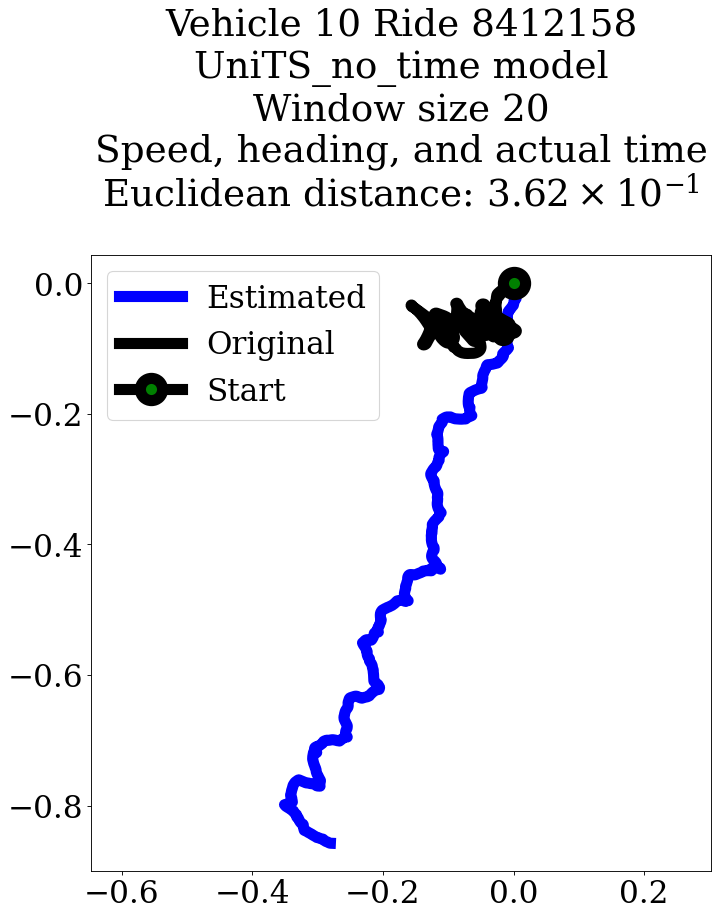 Vehicle 10 Ride 8412158
UniTS_no_time model
Window size 20
Speed, heading, and actual time
Euclidean distance: 3.62 × 10⁻¹
Estimated
Original
Start
0.0
−0.2
−0.4
−0.6
−0.8
−0.6 −0.4 −0.2 0.0 0.2